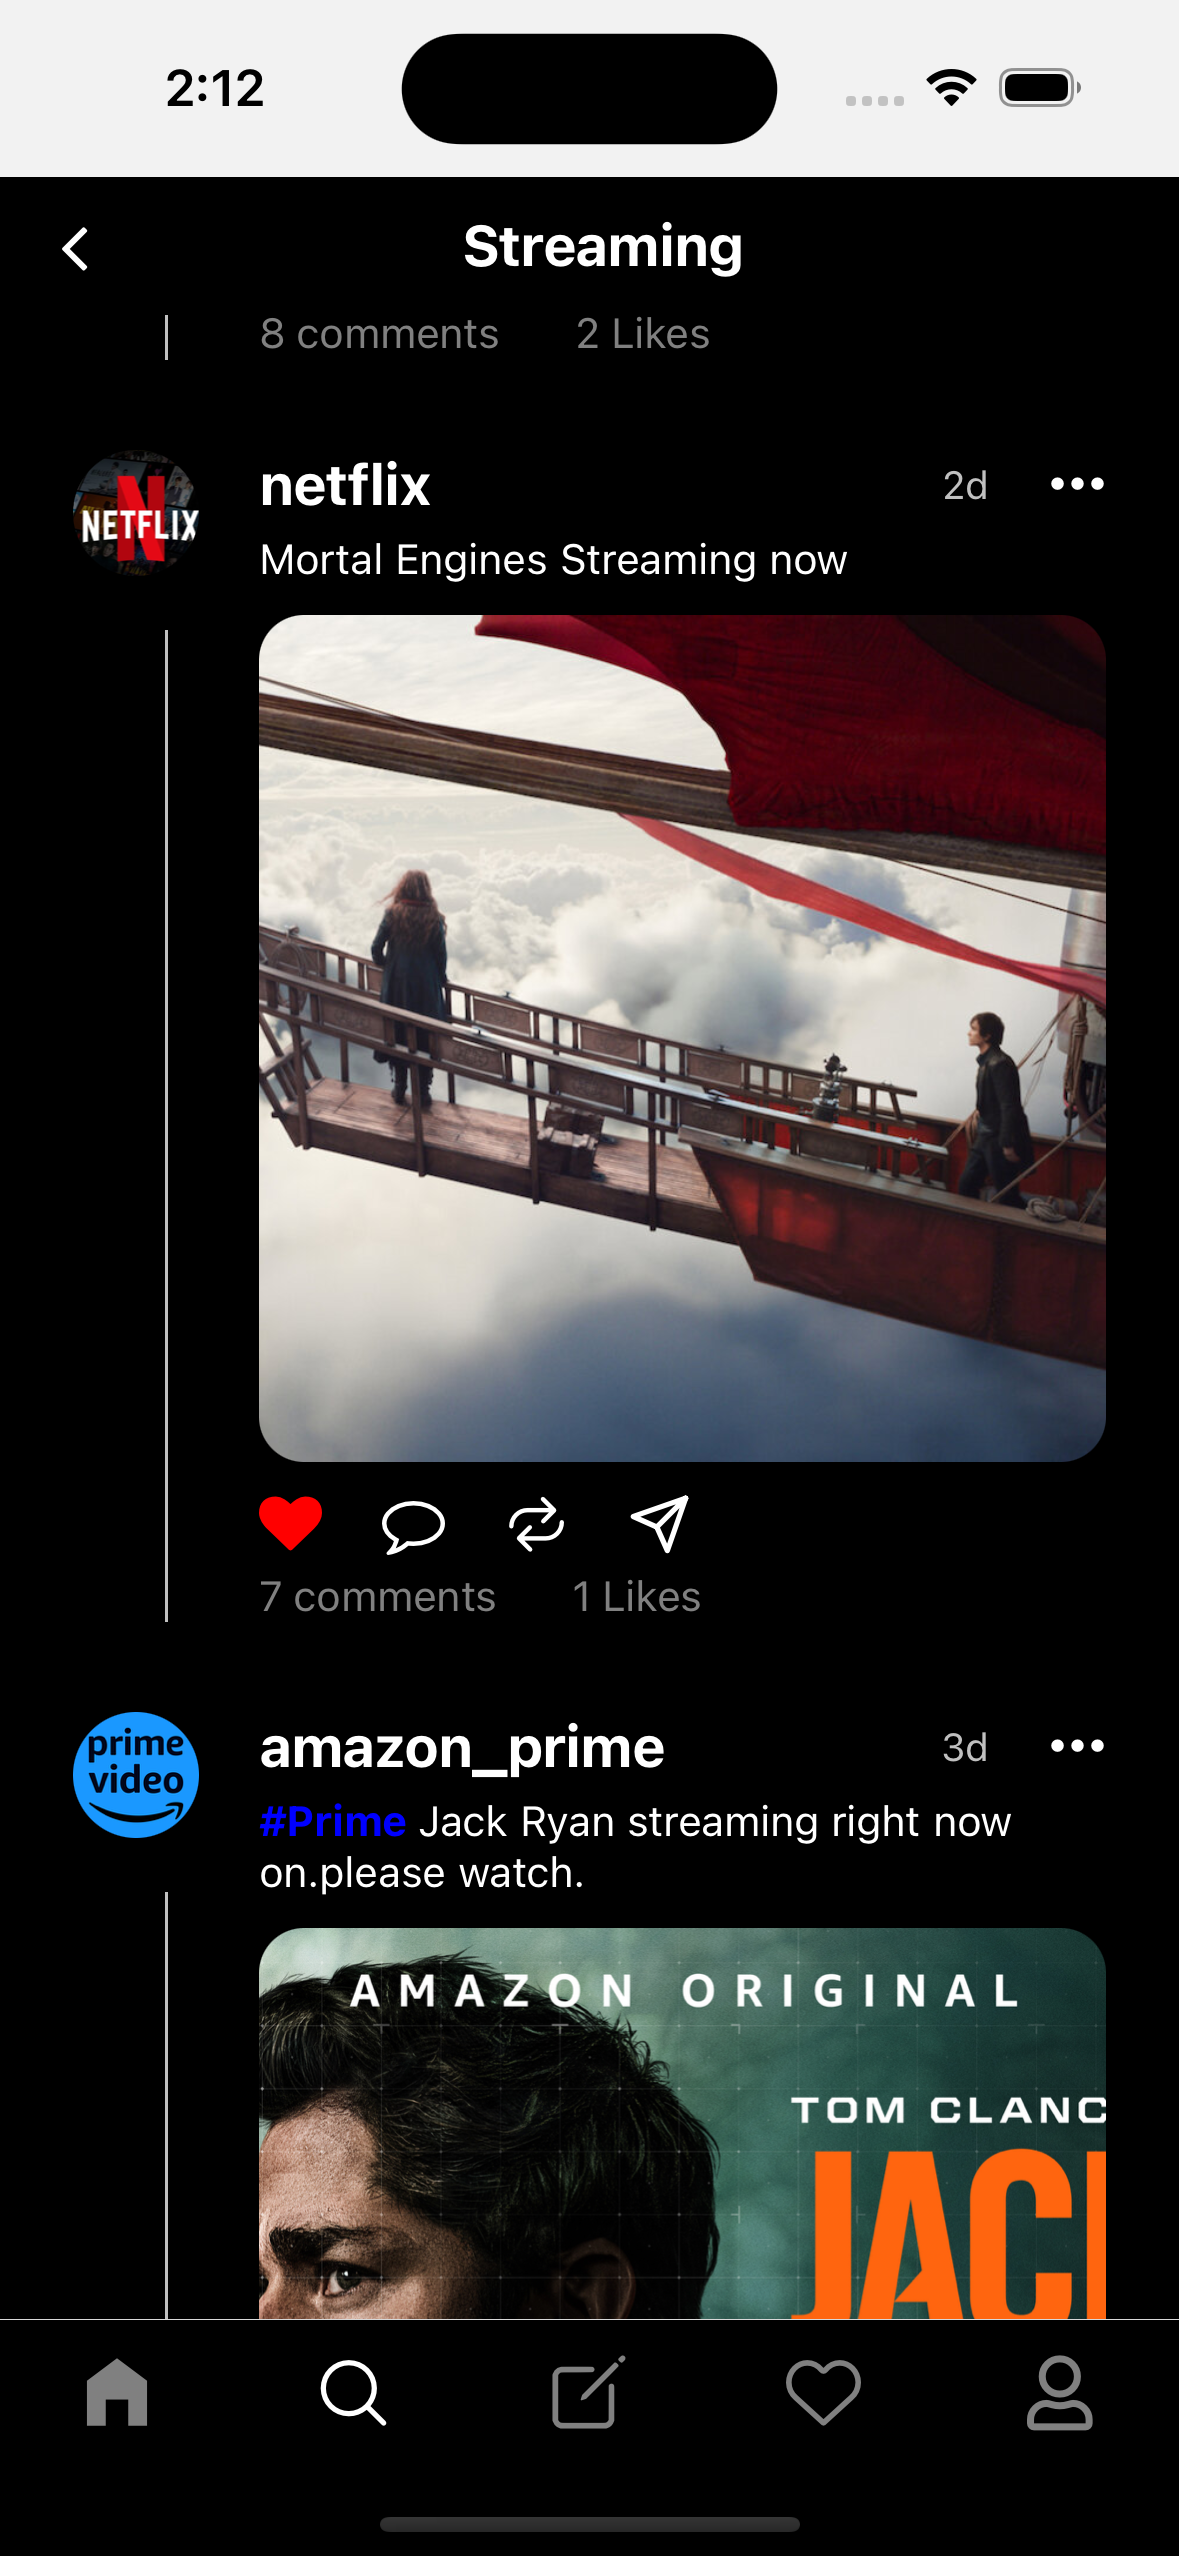 2:12
Streaming
8 comments 2 Likes
netflix 2d
NETFLIX
Mortal Engines Streaming now
7 comments 1 Likes
prime
video
amazon_prime 3d
#Prime Jack Ryan streaming right now
on.please watch.
AMAZON ORIGINAL
TOM CLANC
JACK